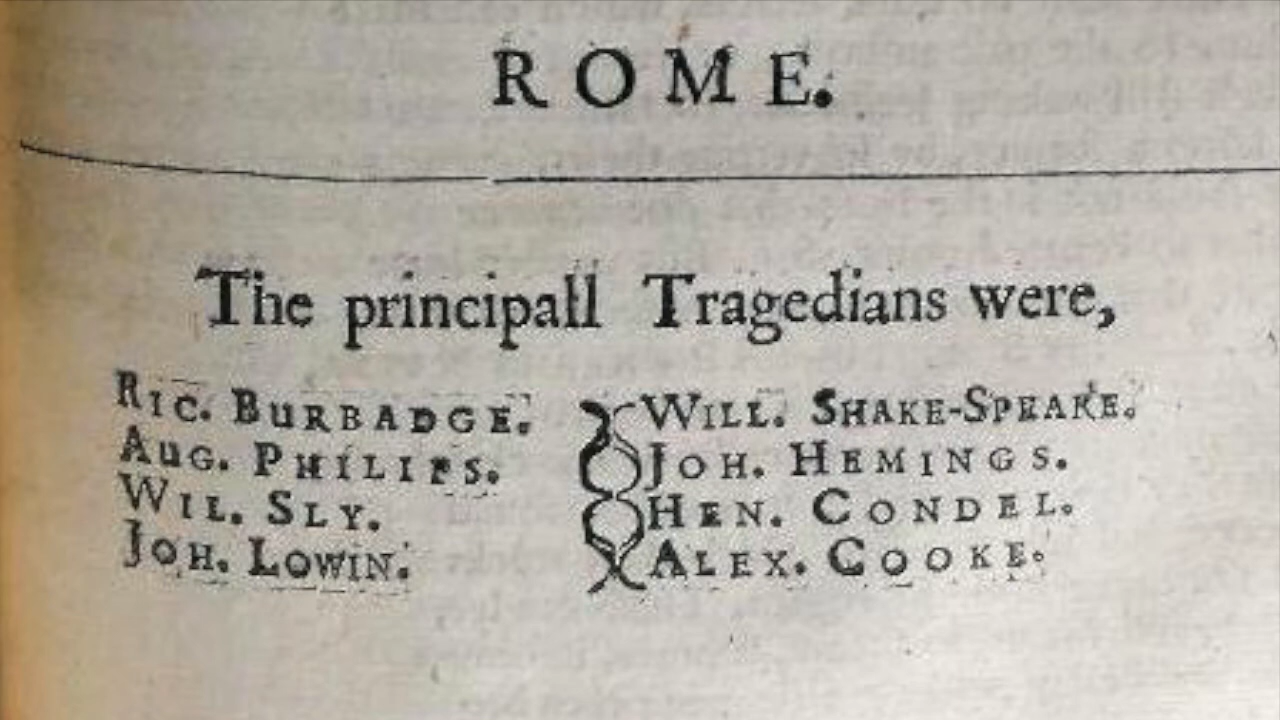 ROME.
The principall Tragedians were,
RIC. BURBADGE.
AUG. PHILIPS.
WIL. SLY.
JOH. LOWIN.
WILL. SHAKE-SPEARE.
JOH. HEMINGS.
HEN. CONDEL.
ALEX. COOKE.